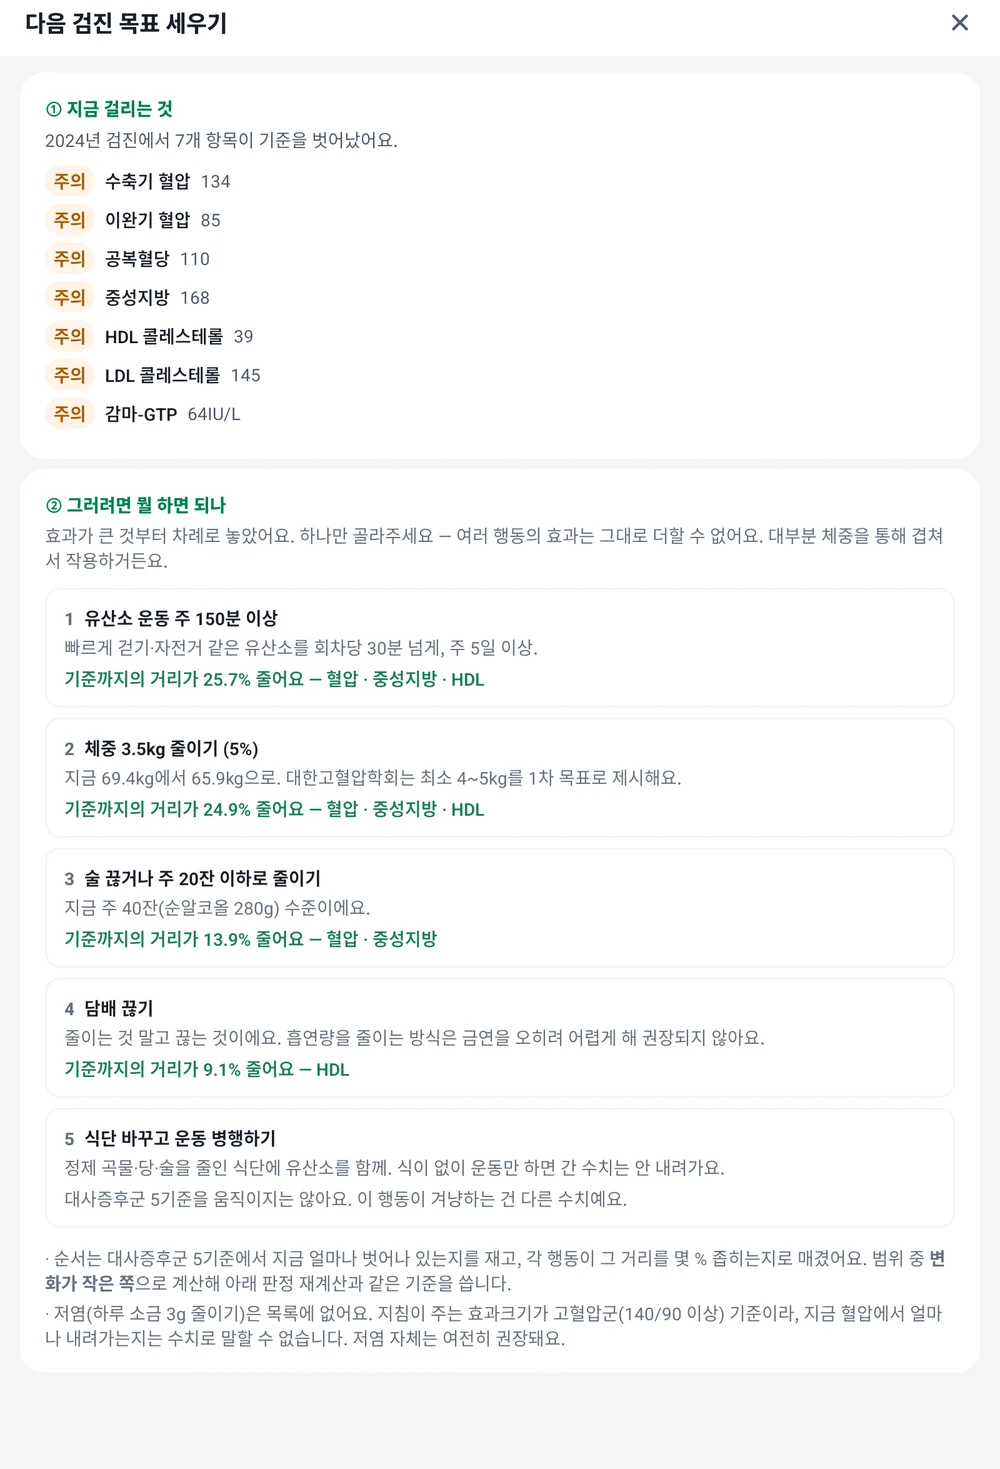 다음 검진 목표 세우기
① 지금 걸리는 것
2024년 검진에서 7개 항목이 기준을 벗어났어요.
주의 수축기 혈압 134
주의 이완기 혈압 85
주의 공복혈당 110
주의 중성지방 168
주의 HDL 콜레스테롤 39
주의 LDL 콜레스테롤 145
주의 감마-GTP 64IU/L
② 그러려면 뭘 하면 되나
효과가 큰 것부터 차례로 놓았어요. 하나만 골라주세요 — 여러 행동의 효과는 그대로 더할 수 없어요. 대부분 체중을 통해 겹쳐
서 작용하거든요.
1 유산소 운동 주 150분 이상
빠르게 걷기·자전거 같은 유산소를 회차당 30분 넘게, 주 5일 이상.
기준까지의 거리가 25.7% 줄어요 — 혈압 · 중성지방 · HDL
2 체중 3.5kg 줄이기 (5%)
지금 69.4kg에서 65.9kg으로. 대한고혈압학회는 최소 4~5kg를 1차 목표로 제시해요.
기준까지의 거리가 24.9% 줄어요 — 혈압 · 중성지방 · HDL
3 술 끊거나 주 20잔 이하로 줄이기
지금 주 40잔(순알코올 280g) 수준이에요.
기준까지의 거리가 13.9% 줄어요 — 혈압 · 중성지방
4 담배 끊기
줄이는 것 말고 끊는 것이에요. 흡연량을 줄이는 방식은 금연을 오히려 어렵게 해 권장되지 않아요.
기준까지의 거리가 9.1% 줄어요 — HDL
5 식단 바꾸고 운동 병행하기
정제 곡물·당·술을 줄인 식단에 유산소를 함께. 식이 없이 운동만 하면 간 수치는 안 내려가요.
대사증후군 5기준을 움직이지는 않아요. 이 행동이 겨냥하는 건 다른 수치예요.
· 순서는 대사증후군 5기준에서 지금 얼마나 벗어나 있는지를 재고, 각 행동이 그 거리를 몇 % 좁히는지로 매겼어요. 범위 중 변
화가 작은 쪽으로 계산해 아래 판정 재계산과 같은 기준을 씁니다.
· 저염(하루 소금 3g 줄이기)은 목록에 없어요. 지침이 주는 효과크기가 고혈압군(140/90 이상) 기준이라, 지금 혈압에서 얼마
나 내려가는지는 수치로 말할 수 없습니다. 저염 자체는 여전히 권장돼요.